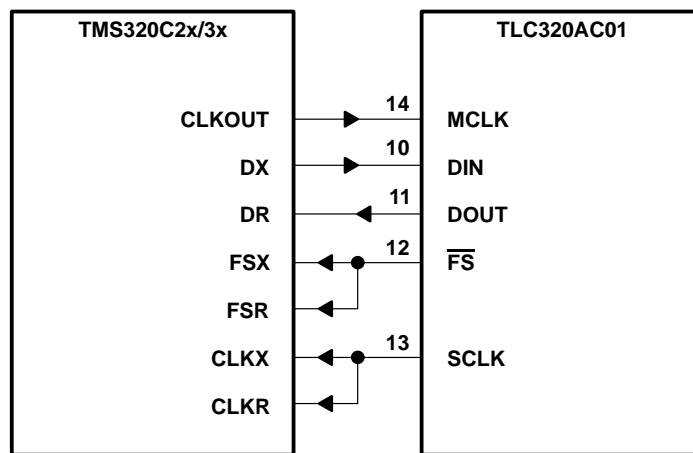 TMS320C2x/3x TLC320AC01
CLKOUT 14 MCLK
DX 10 DIN
DR 11 DOUT
FSX 12 F̅S̅
FSR
CLKX 13 SCLK
CLKR